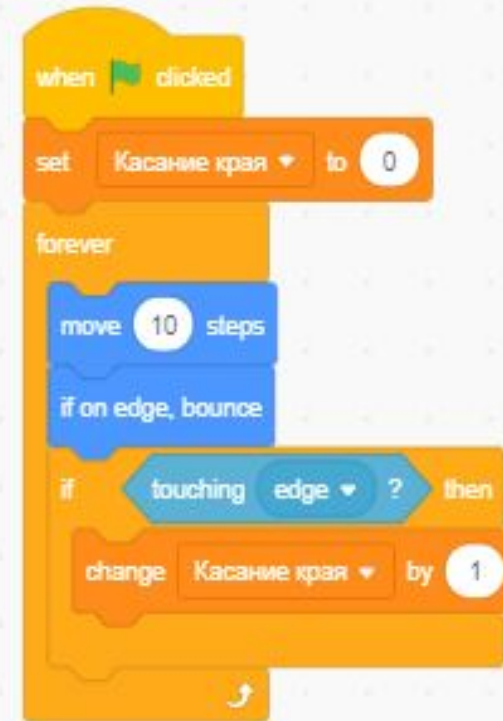 when clicked
set Касание края to 0
forever
move 10 steps
if on edge, bounce
if touching edge ? then
change Касание края by 1